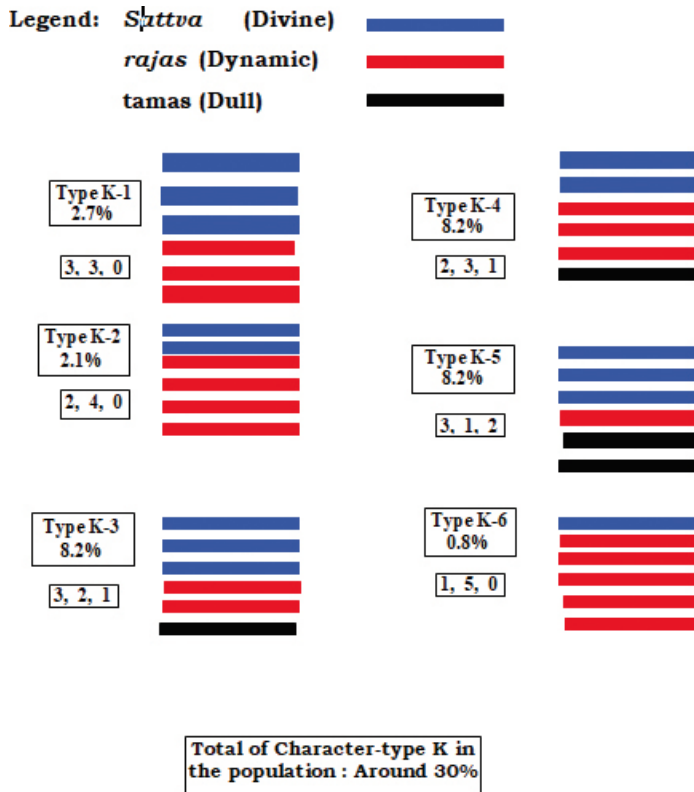 Legend: Sattva (Divine)
rajas (Dynamic)
tamas (Dull)
Type K-1
2.7%
3, 3, 0
Type K-2
2.1%
2, 4, 0
Type K-3
8.2%
3, 2, 1
Type K-4
8.2%
2, 3, 1
Type K-5
8.2%
3, 1, 2
Type K-6
0.8%
1, 5, 0
Total of Character-type K in
the population : Around 30%